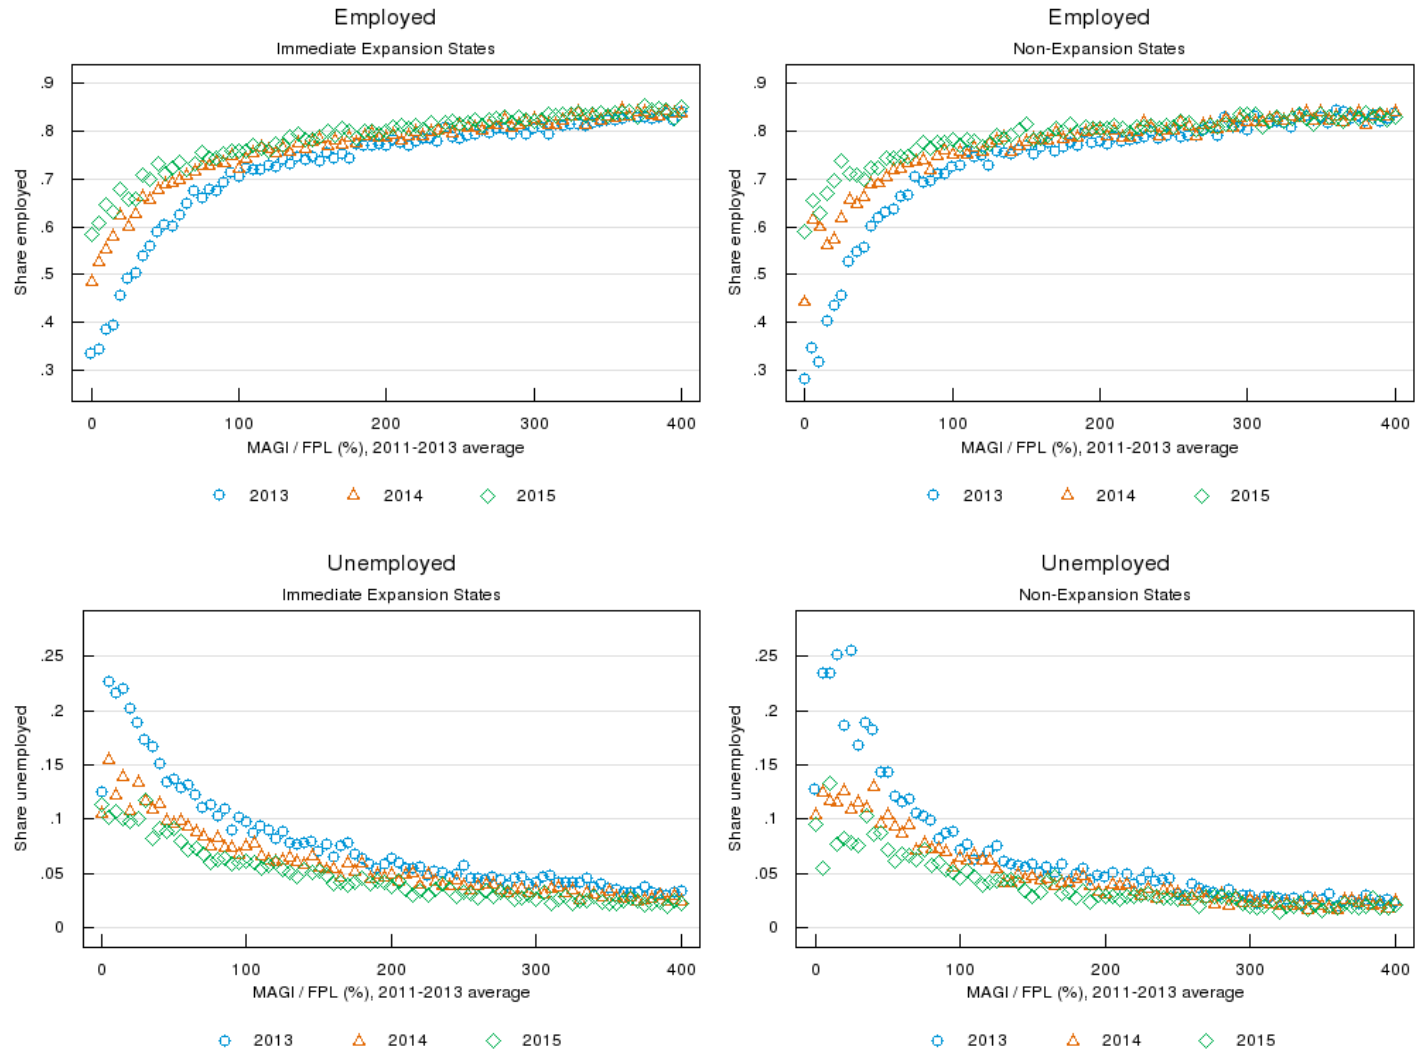 Employed
Immediate Expansion States
.9
.8
.7
.6
.5
.4
.3
Share employed
0 100 200 300 400
MAGI / FPL (%), 2011-2013 average
2013 2014 2015
Employed
Non-Expansion States
.9
.8
.7
.6
.5
.4
.3
Share employed
0 100 200 300 400
MAGI / FPL (%), 2011-2013 average
2013 2014 2015
Unemployed
Immediate Expansion States
.25
.2
.15
.1
.05
0
Share unemployed
0 100 200 300 400
MAGI / FPL (%), 2011-2013 average
2013 2014 2015
Unemployed
Non-Expansion States
.25
.2
.15
.1
.05
0
Share unemployed
0 100 200 300 400
MAGI / FPL (%), 2011-2013 average
2013 2014 2015